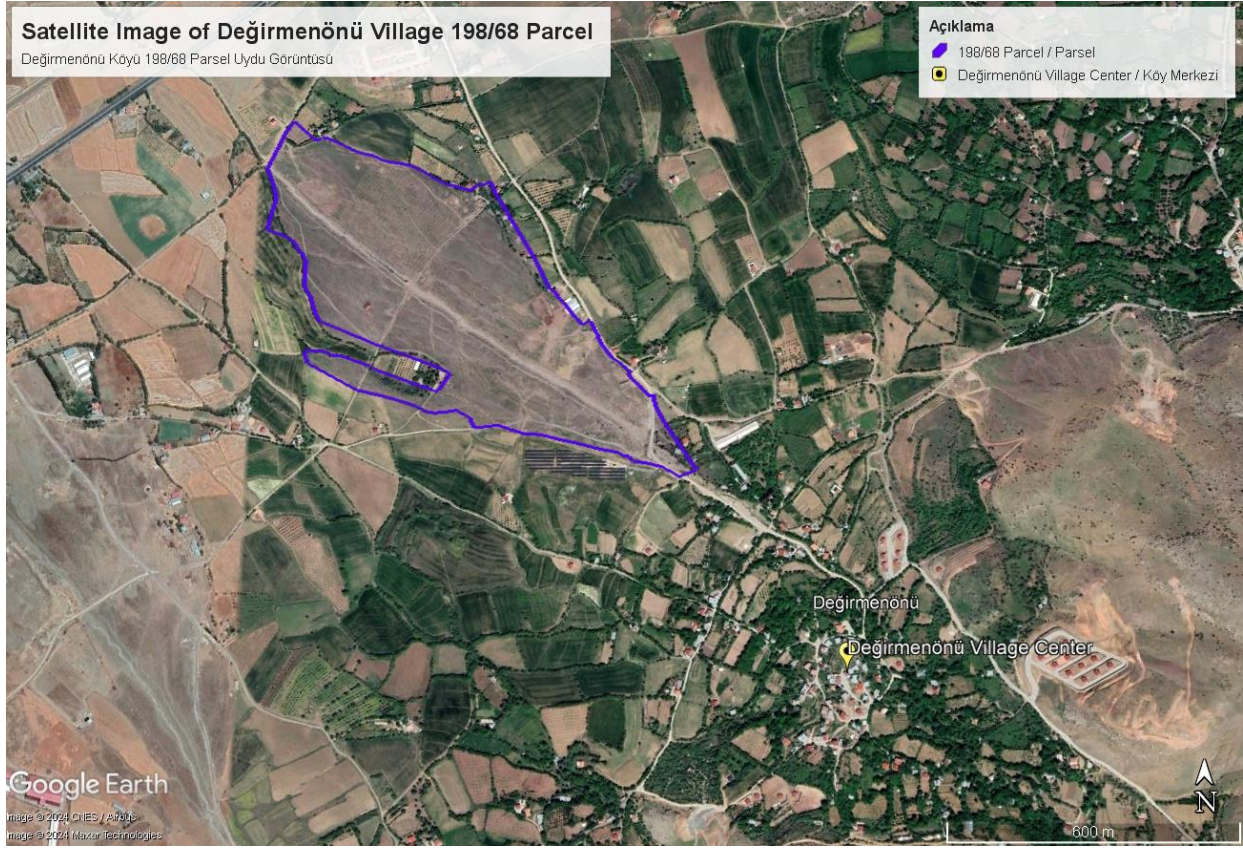 Satellite Image of Değirmenönü Village 198/68 Parcel
Değirmenönü Köyü 198/68 Parsel Uydu Görüntüsü
Açıklama
198/68 Parcel / Parsel
Değirmenönü Village Center / Köy Merkezi
Değirmenönü
Değirmenönü Village Center
Google Earth
Image © 2024 CNES / Airbus
Image © 2024 Maxar Technologies
N
600 m